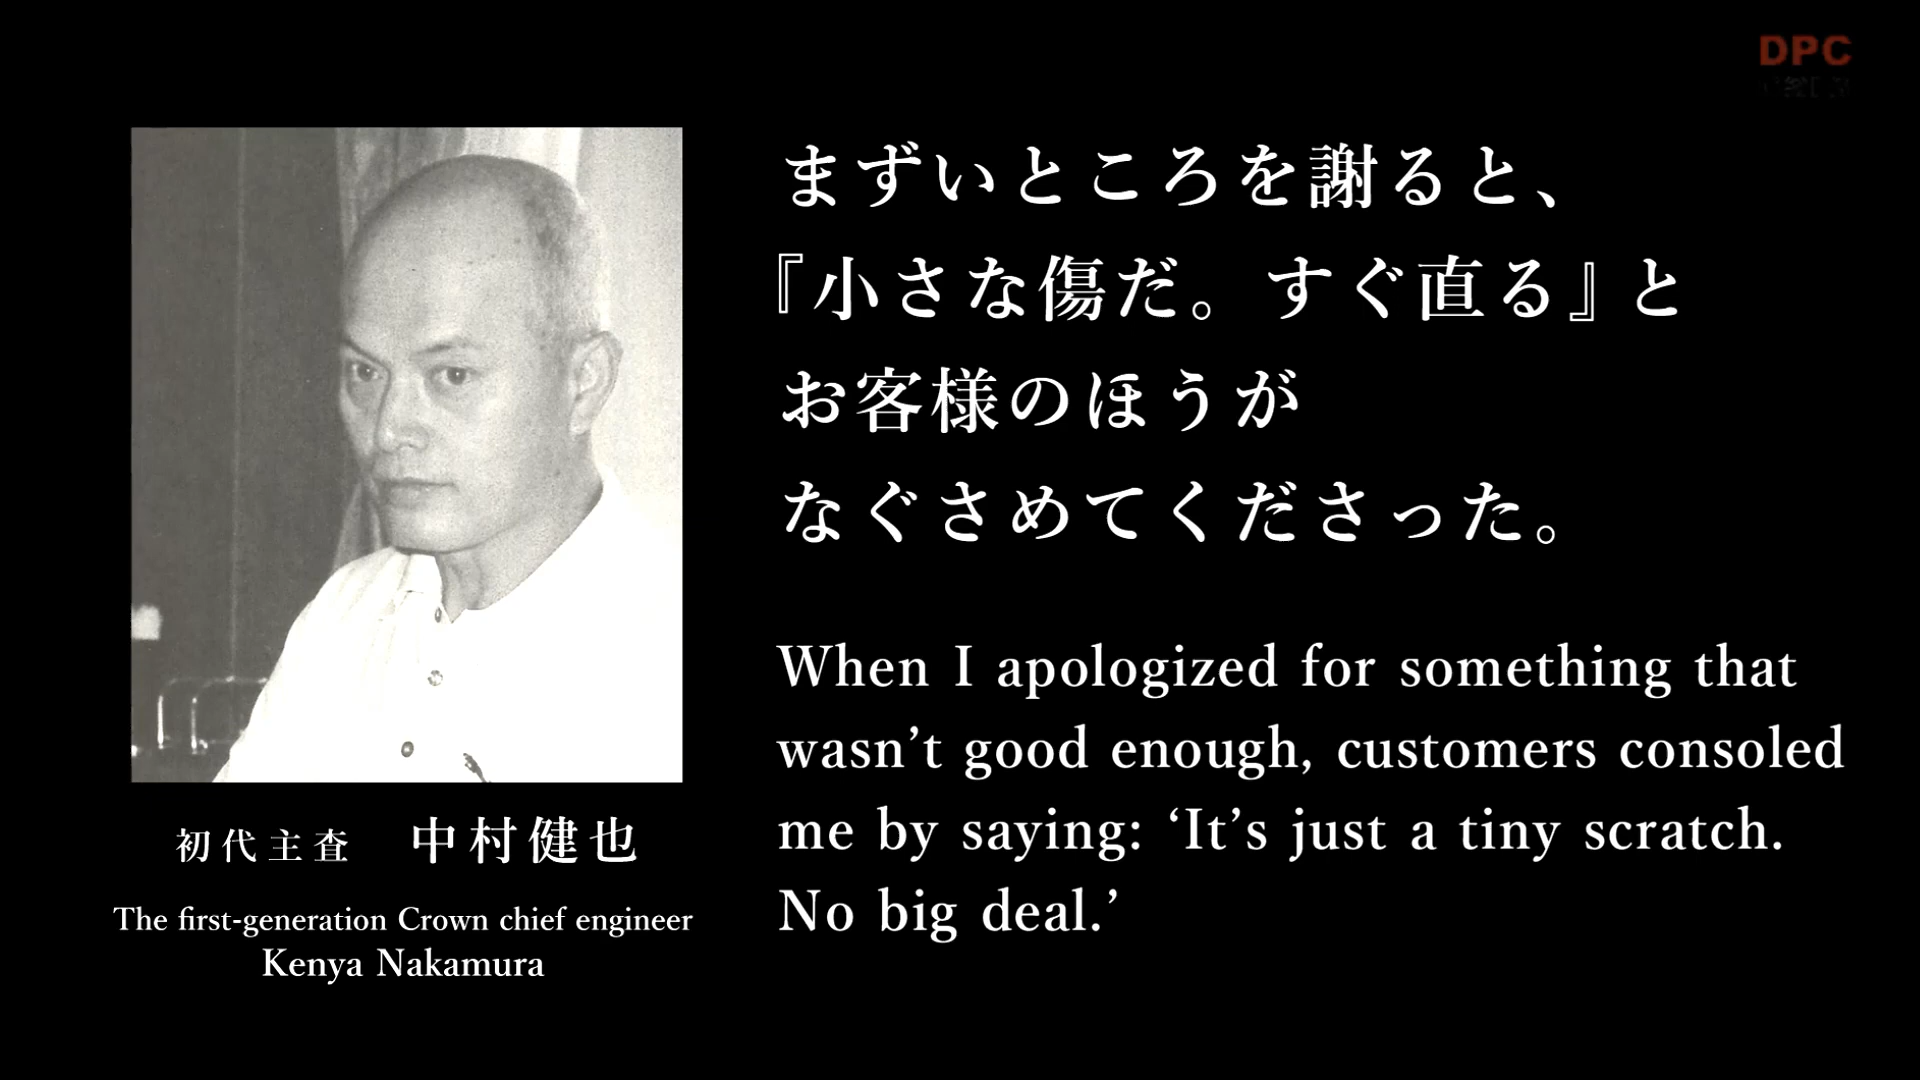 DPC
まずいところを謝ると、
『小さな傷だ。すぐ直る』と
お客様のほうが
なぐさめてくださった。
When I apologized for something that
wasn’t good enough, customers consoled
me by saying: ‘It’s just a tiny scratch.
No big deal.’
初代主査 中村健也
The first-generation Crown chief engineer
Kenya Nakamura